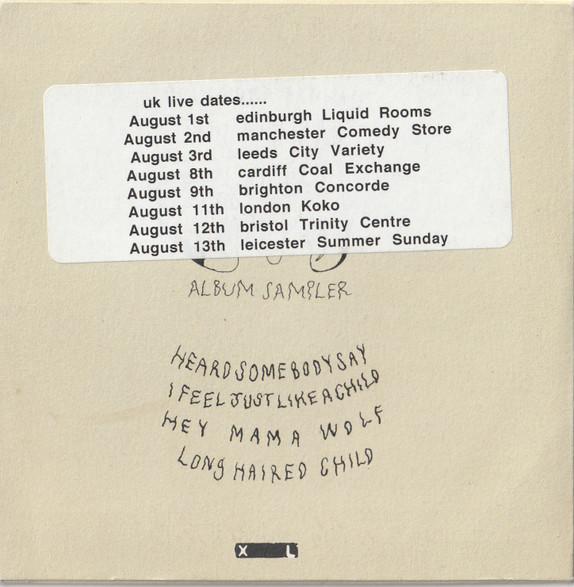 uk live dates......
August 1st edinburgh Liquid Rooms
August 2nd manchester Comedy Store
August 3rd leeds City Variety
August 8th cardiff Coal Exchange
August 9th brighton Concorde
August 11th london Koko
August 12th bristol Trinity Centre
August 13th leicester Summer Sunday
ALBUM SAMPLER
HEARD SOMEBODY SAY
I FEEL JUST LIKE A CHILD
HEY MAMA WOLF
LONG HAIRED CHILD
X L